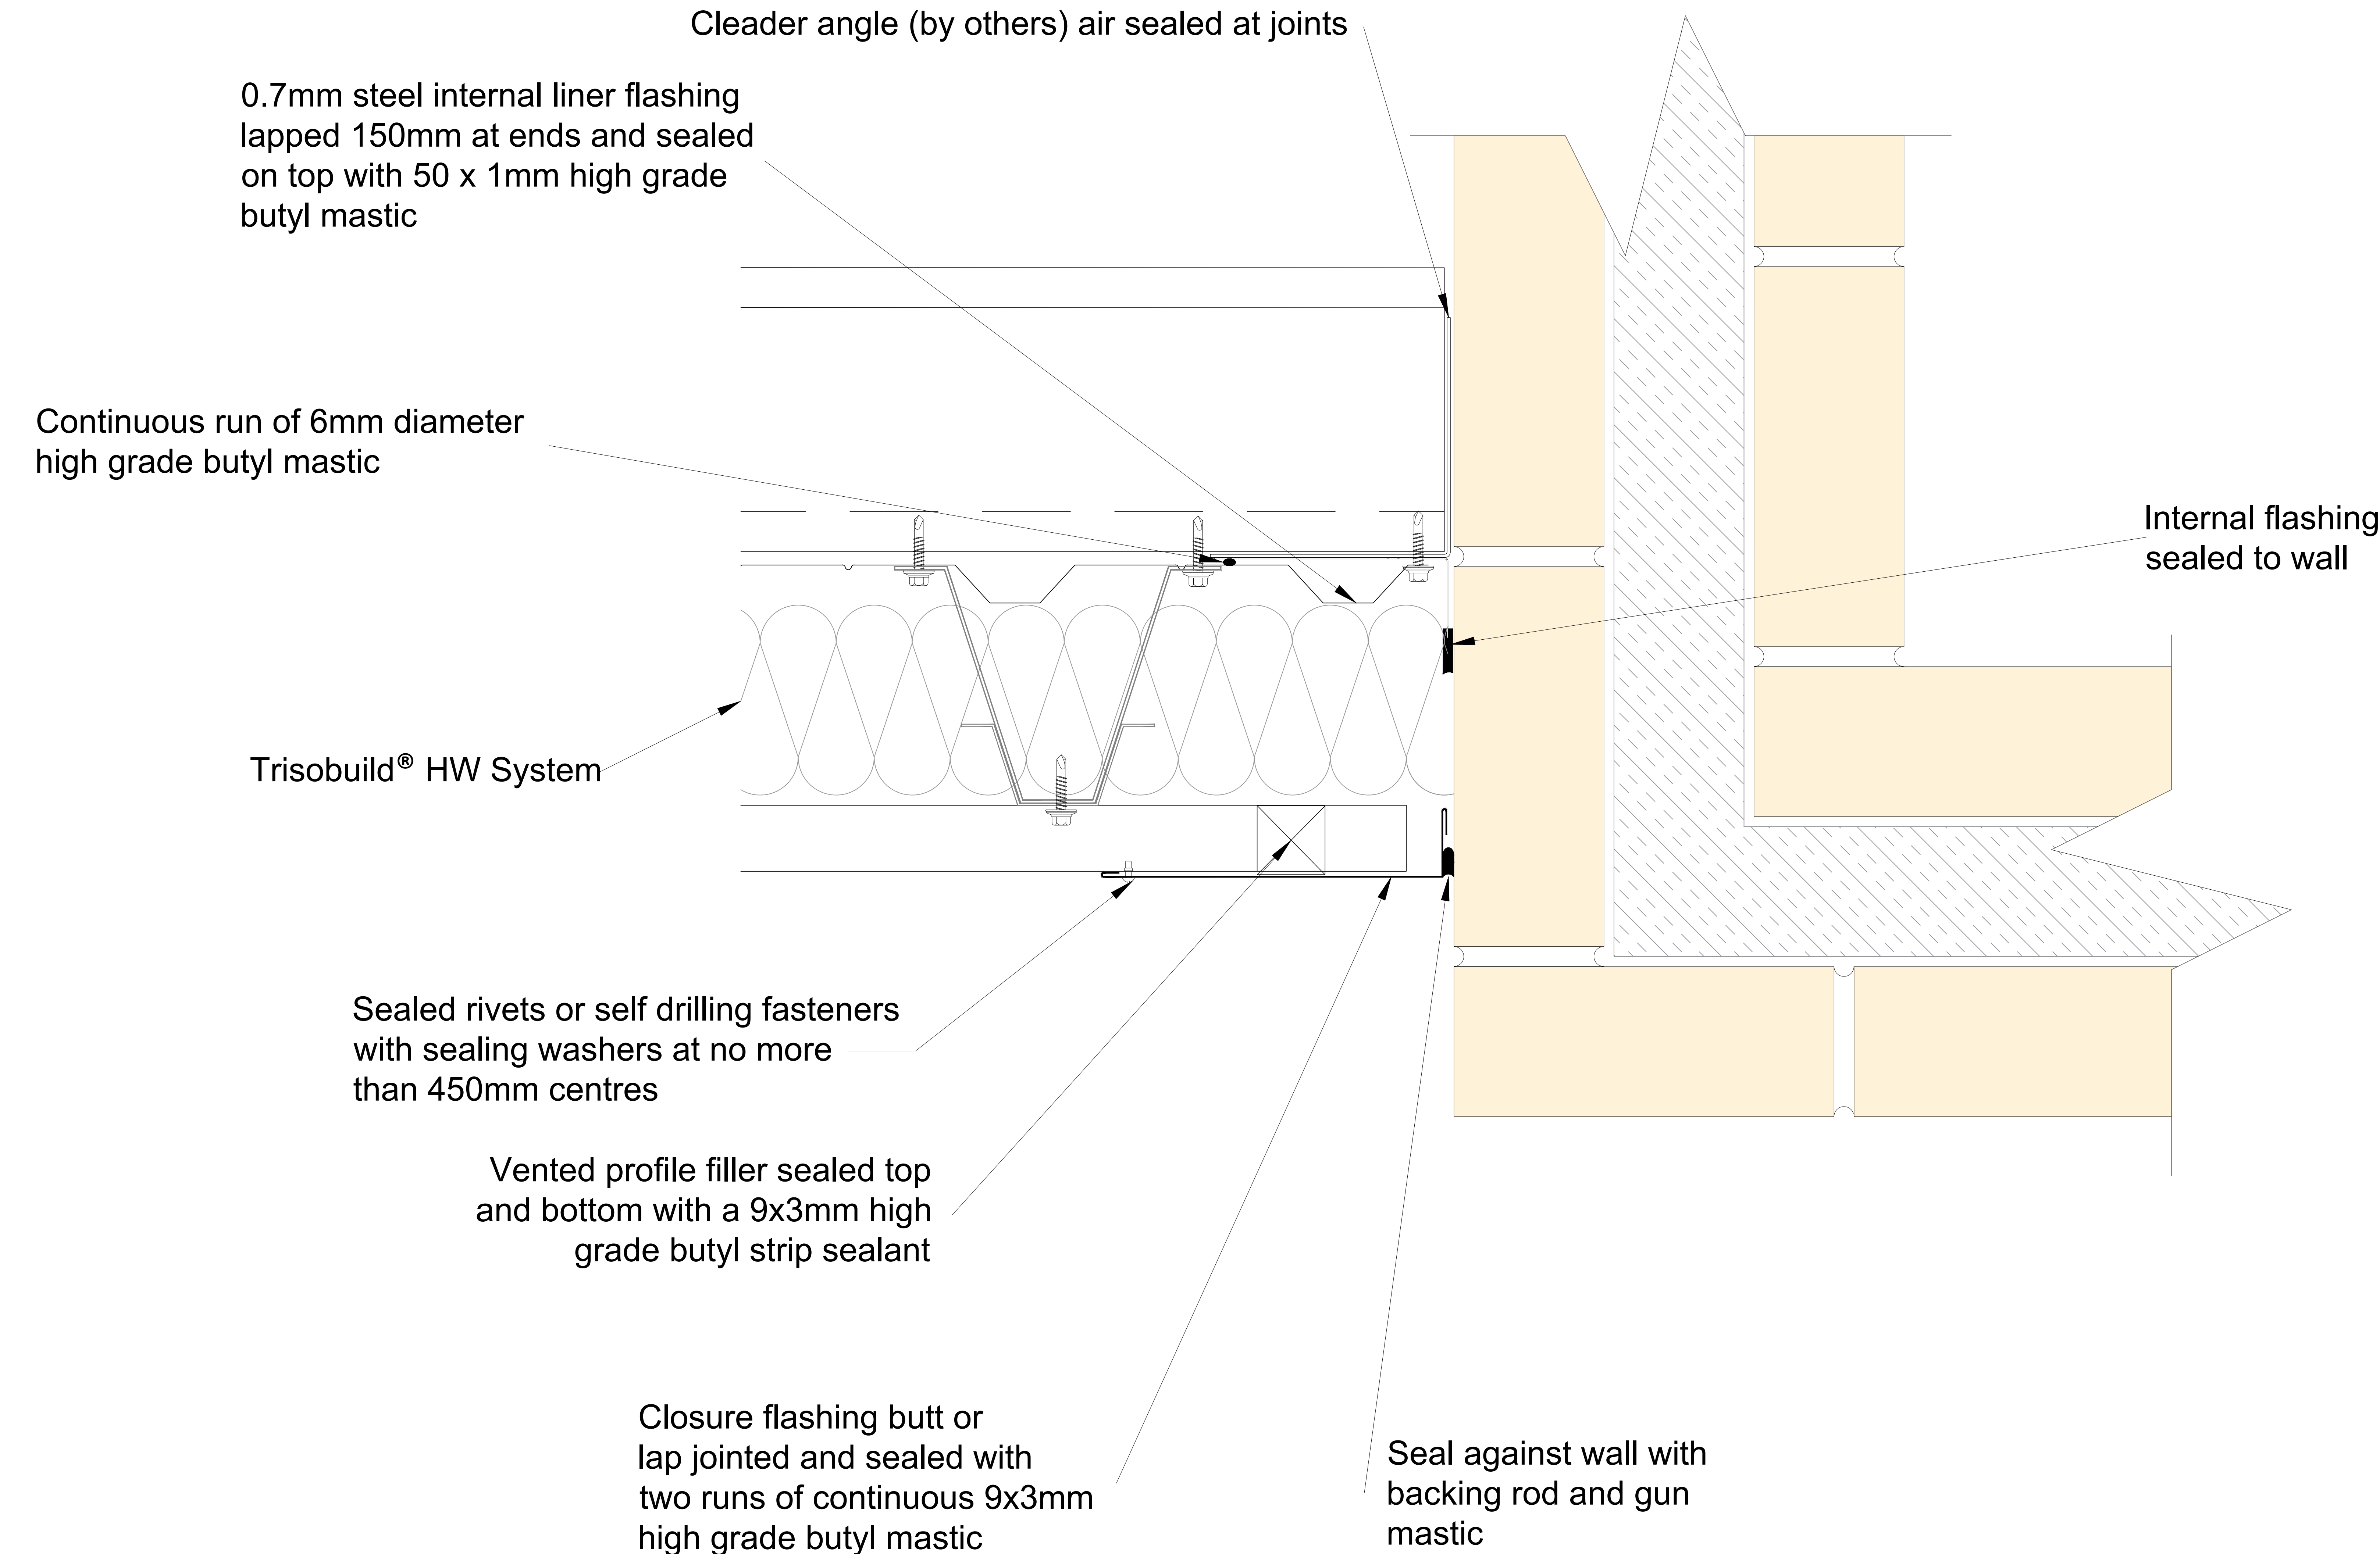 Cleader angle (by others) air sealed at joints
0.7mm steel internal liner flashing
lapped 150mm at ends and sealed
on top with 50 x 1mm high grade
butyl mastic
Continuous run of 6mm diameter
high grade butyl mastic
Internal flashing
sealed to wall
Trisobuild® HW System
Sealed rivets or self drilling fasteners
with sealing washers at no more
than 450mm centres
Vented profile filler sealed top
and bottom with a 9x3mm high
grade butyl strip sealant
Closure flashing butt or
lap jointed and sealed with
two runs of continuous 9x3mm
high grade butyl mastic
Seal against wall with
backing rod and gun
mastic